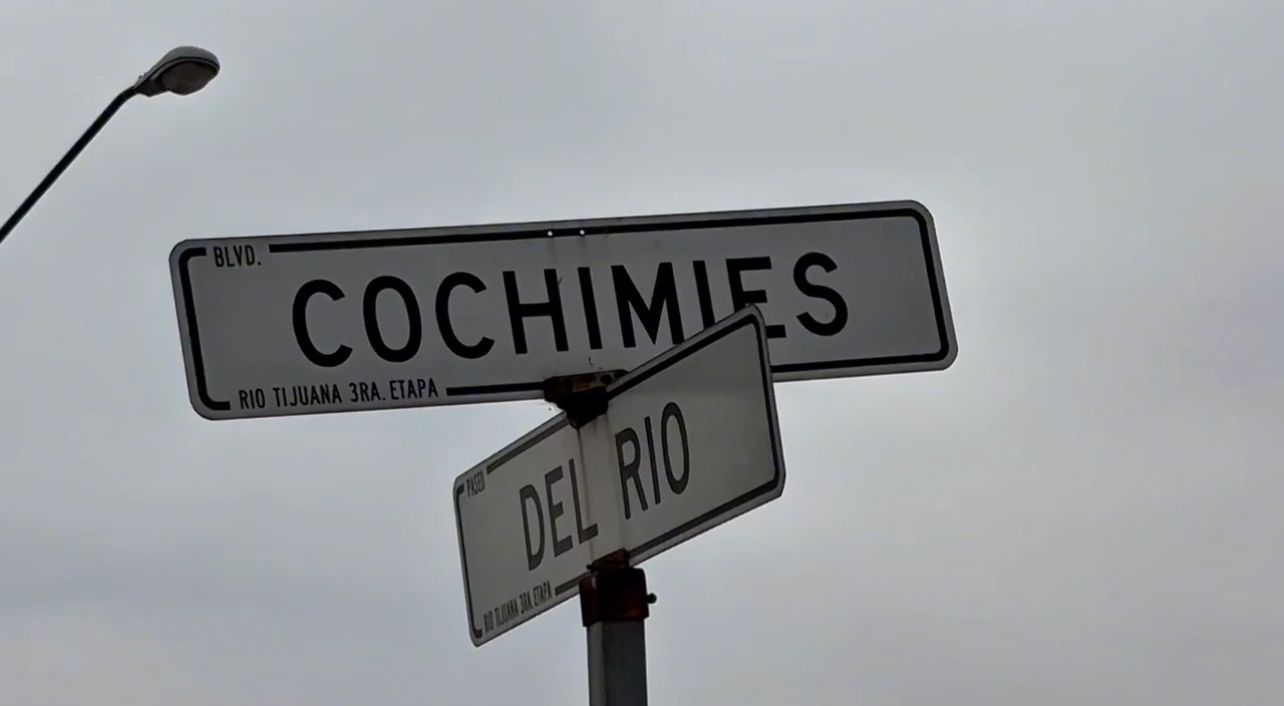 BLVD.
COCHIMIES
RIO TIJUANA 3RA. ETAPA
PASEO
DEL RIO
RIO TIJUANA 3RA. ETAPA